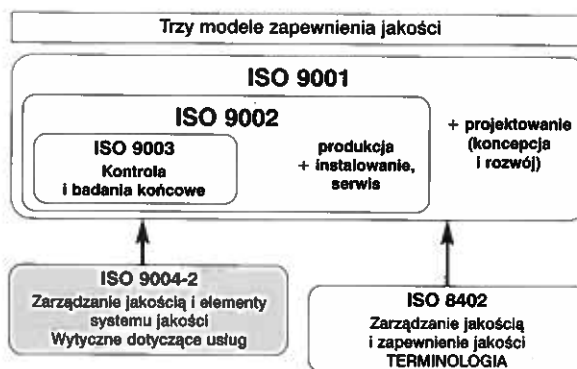 Trzy modele zapewnienia jakości
ISO 9001
ISO 9002
ISO 9003
Kontrola
i badania końcowe
produkcja
+ instalowanie,
serwis
+ projektowanie
(koncepcja
i rozwój)
ISO 9004-2
Zarządzanie jakością i elementy
systemu jakości
Wytyczne dotyczące usług
ISO 8402
Zarządzanie jakością
i zapewnienie jakości
TERMINOLOGIA